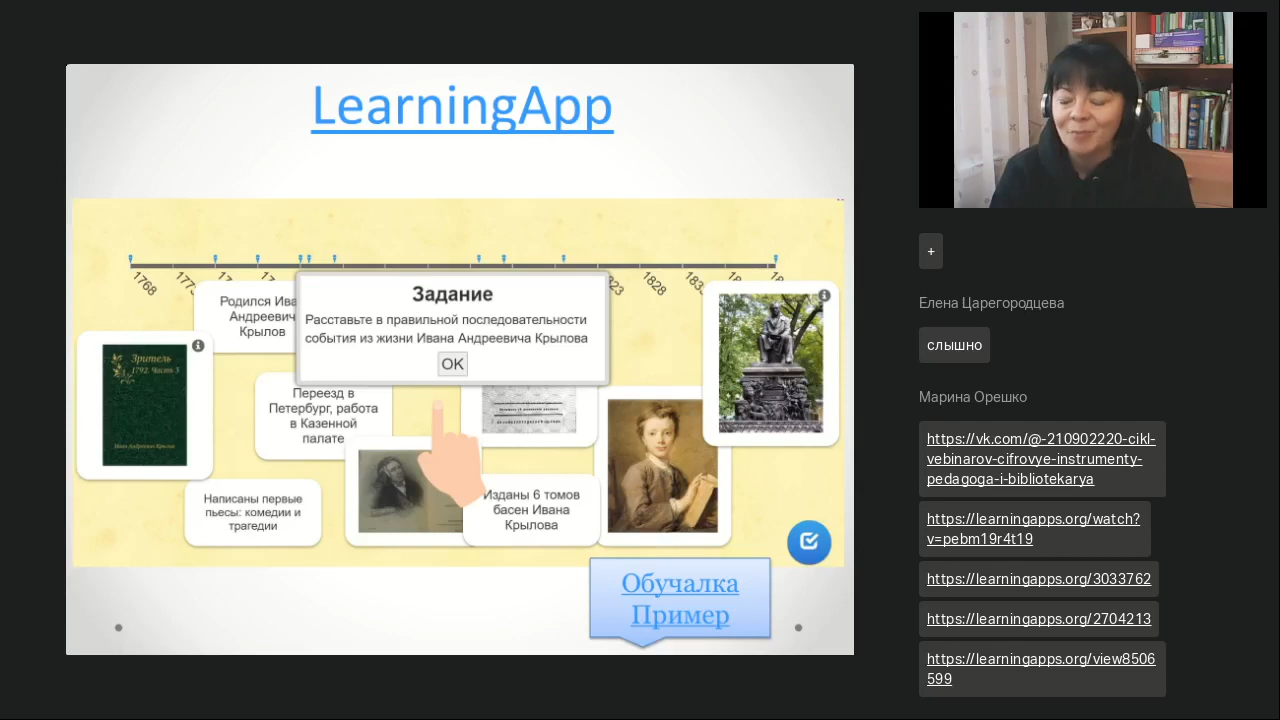 LearningApp
1768
1828
Родился Ива
Андреевич
Крылов
Задание
Расставьте в правильной последовательности
события из жизни Ивана Андреевича Крылова
OK
Зритель
1792. Часть 3
Иван Андреевич Крылов
Переезд в
Петербург, работа
в Казенной
палате
Написаны первые
пьесы: комедии и
трагедии
Изданы 6 томов
басен Ивана
Крылова
Обучалка
Пример
+
Елена Царегородцева
слышно
Марина Орешко
https://vk.com/@-210902220-cikl-
vebinarov-cifrovye-instrumenty-
pedagoga-i-bibliotekarya
https://learningapps.org/watch?
v=pebm19r4t19
https://learningapps.org/3033762
https://learningapps.org/2704213
https://learningapps.org/view8506
599